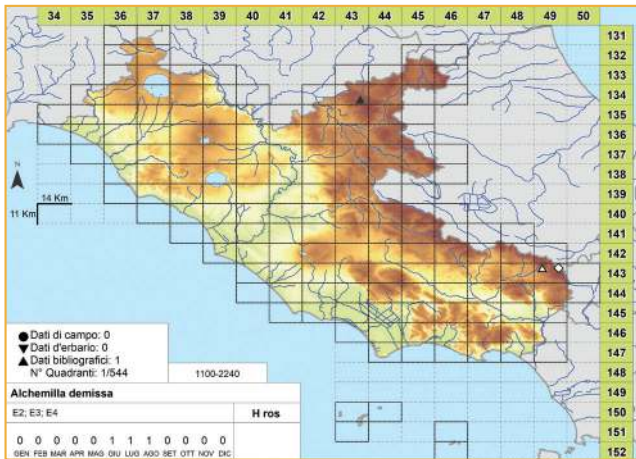 34 35 36 37 38 39 40 41 42 43 44 45 46 47 48 49 50
131
132
133
134
135
136
137
138
139
140
141
142
143
144
145
146
147
148
149
150
151
152
N
14 Km
11 Km
Dati di campo: 0
Dati d'erbario: 0
Dati bibliografici: 1
N° Quadranti: 1/544
1100-2240
Alchemilla demissa
E2; E3; E4
H ros
0 0 0 0 0 1 1 1 0 0 0 0
GEN FEB MAR APR MAG GIU LUG AGO SET OTT NOV DIC